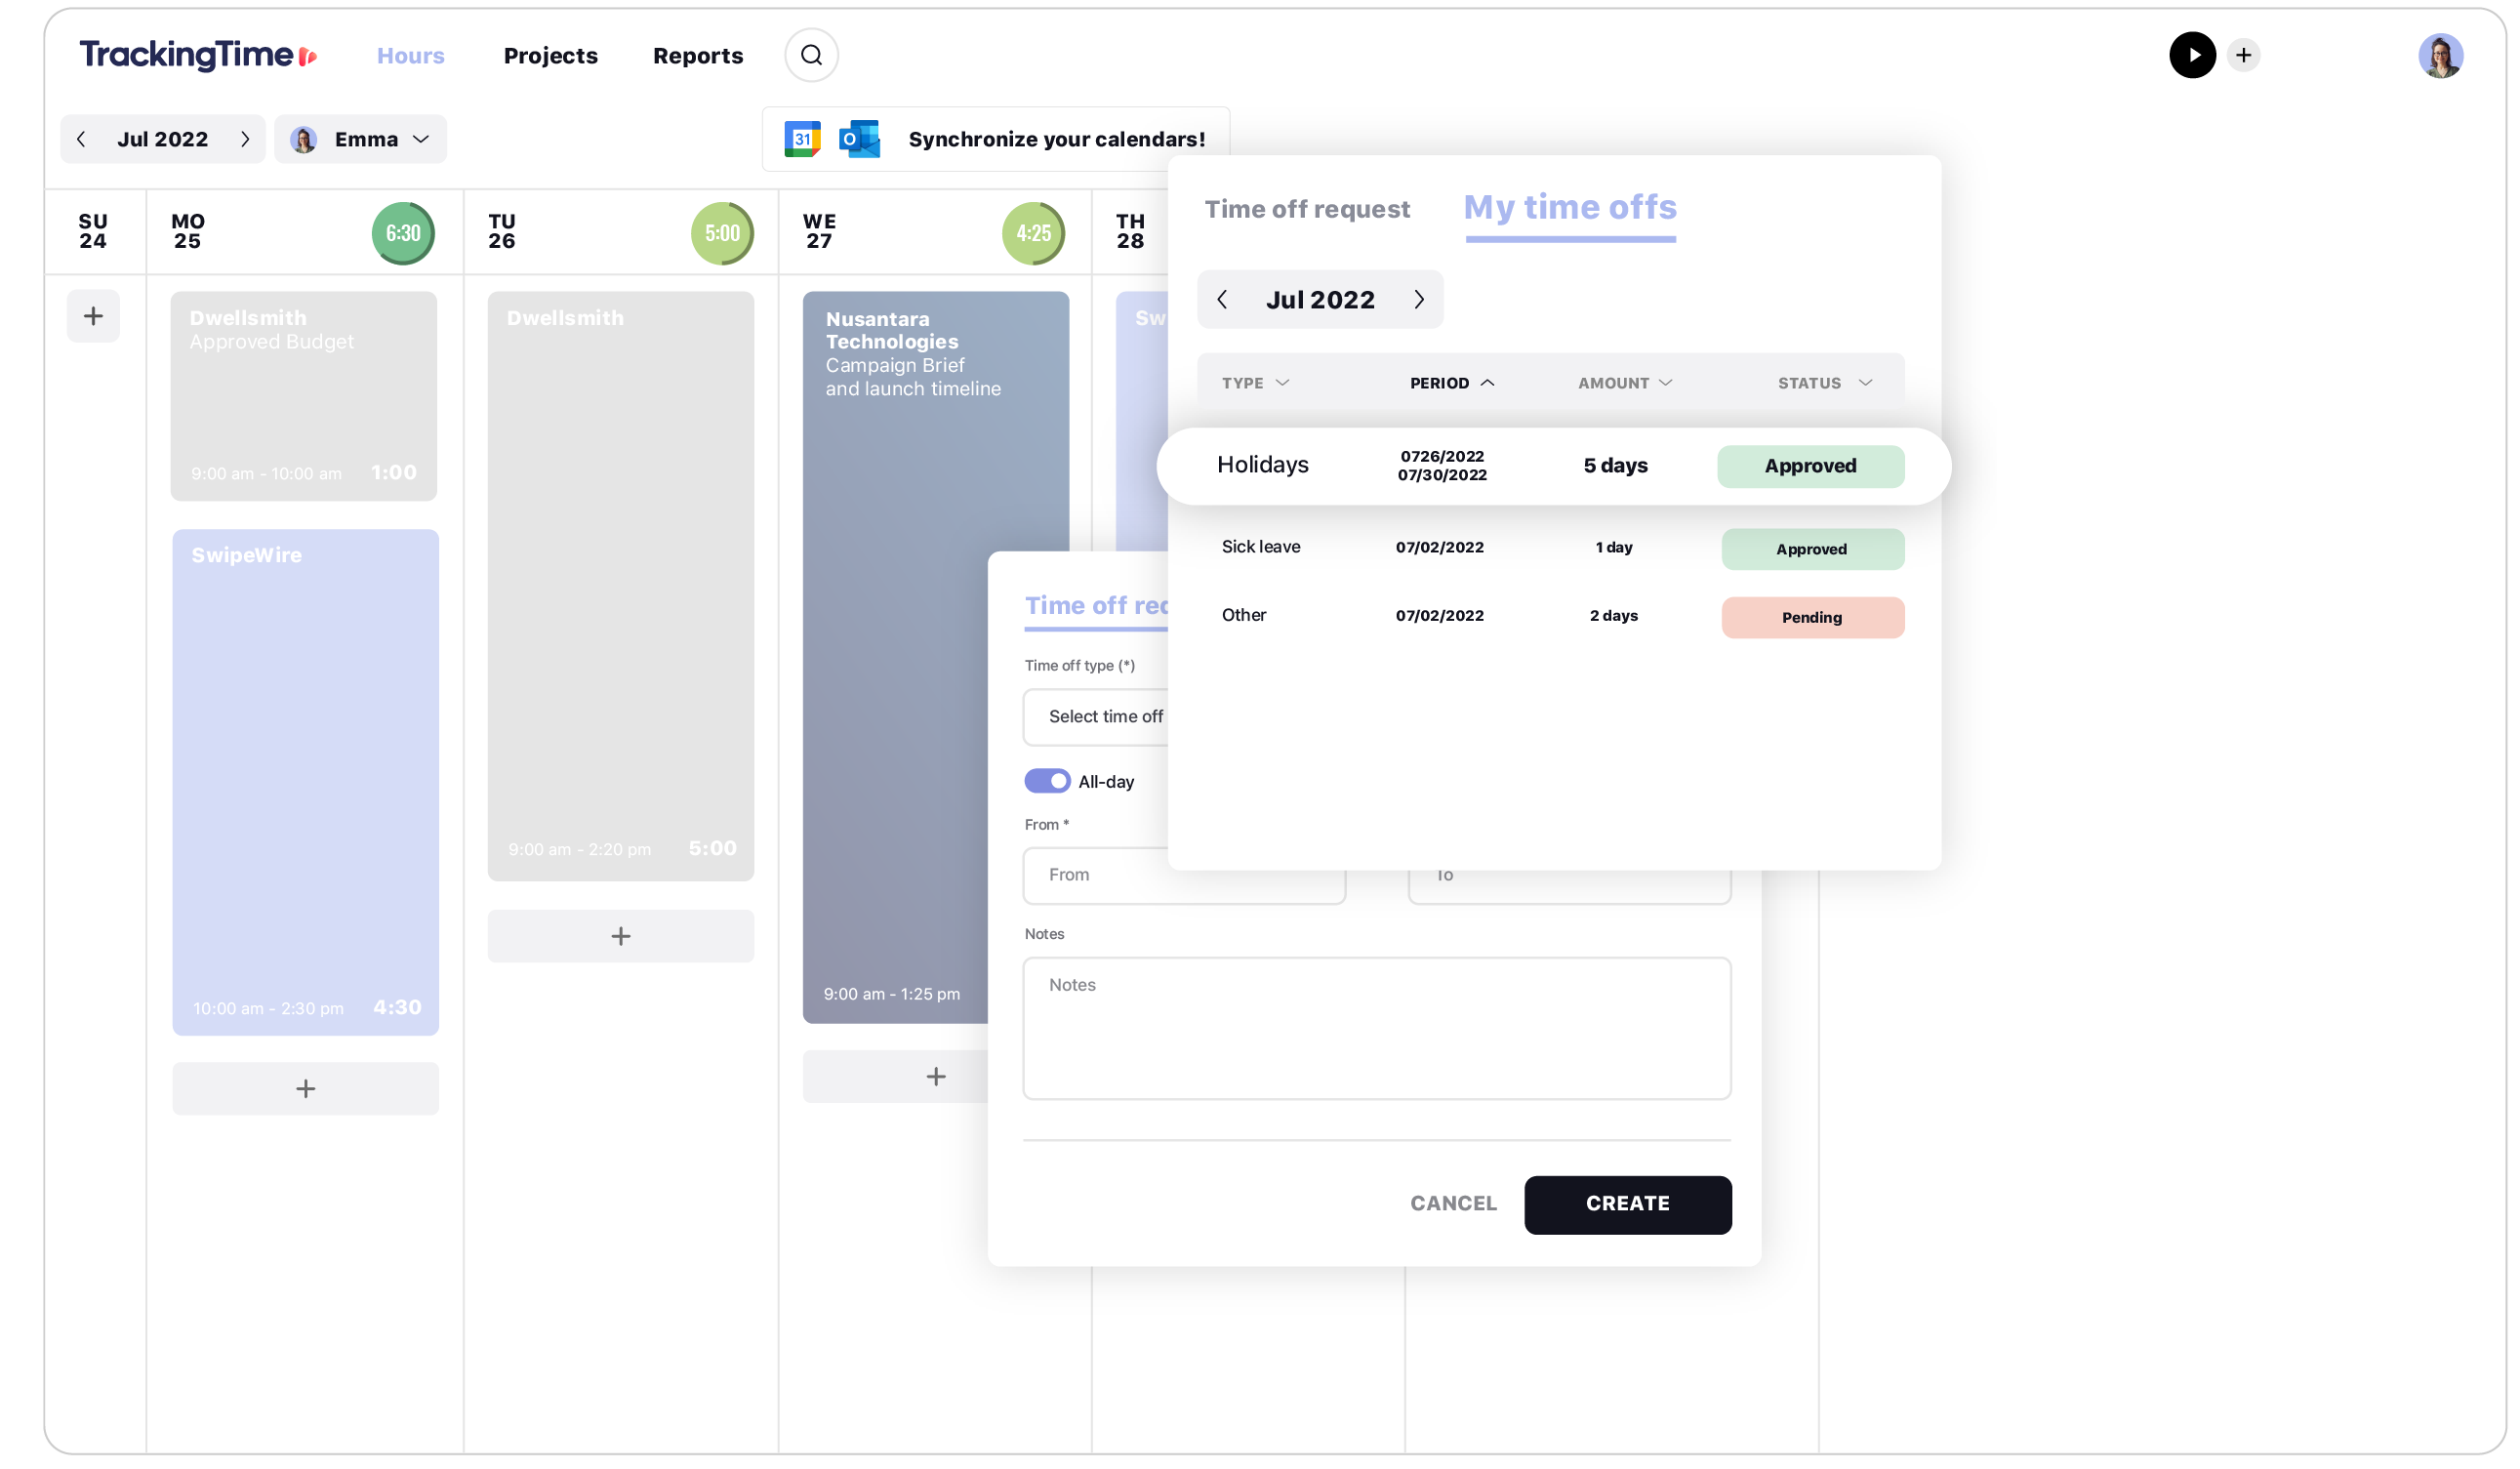 TrackingTime
Hours
Projects
Reports
Jul 2022
Emma
31
O
Synchronize your calendars!
SU
24
MO
25
6:30
TU
26
5:00
WE
27
4:25
TH
28
Dwellsmith
Approved Budget
9:00 am - 10:00 am 1:00
SwipeWire
10:00 am - 2:30 pm 4:30
Dwellsmith
9:00 am - 2:20 pm 5:00
Nusantara
Technologies
Campaign Brief
and launch timeline
9:00 am - 1:25 pm
Sw
Time off request
My time offs
Jul 2022
TYPE PERIOD AMOUNT STATUS
Holidays
0726/2022
07/30/2022
5 days
Approved
Sick leave 07/02/2022 1 day Approved
Other 07/02/2022 2 days Pending
Time off req
Time off type (*)
Select time off
All-day
From *
From
To
Notes
Notes
CANCEL
CREATE